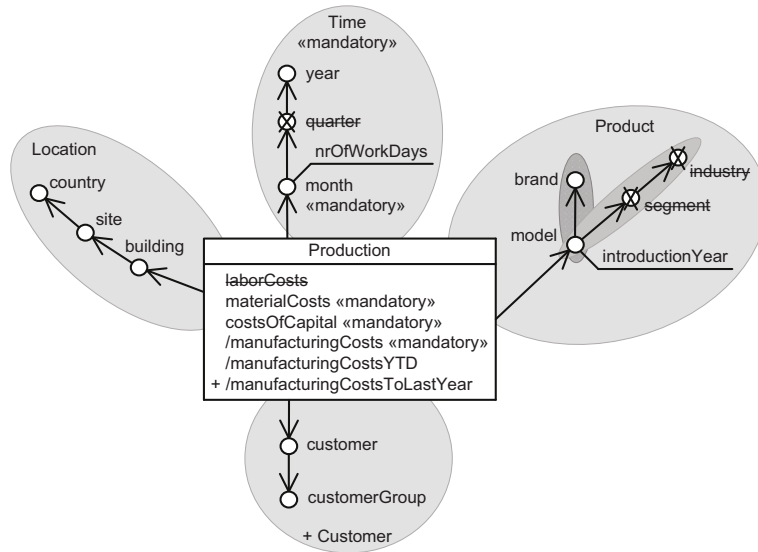 Time
«mandatory»
year
quarter
nrOfWorkDays
month
«mandatory»
Location
country
site
building
Product
brand
industry
segment
model
introductionYear
Production
laborCosts
materialCosts «mandatory»
costsOfCapital «mandatory»
/manufacturingCosts «mandatory»
/manufacturingCostsYTD
+ /manufacturingCostsToLastYear
customer
customerGroup
+ Customer